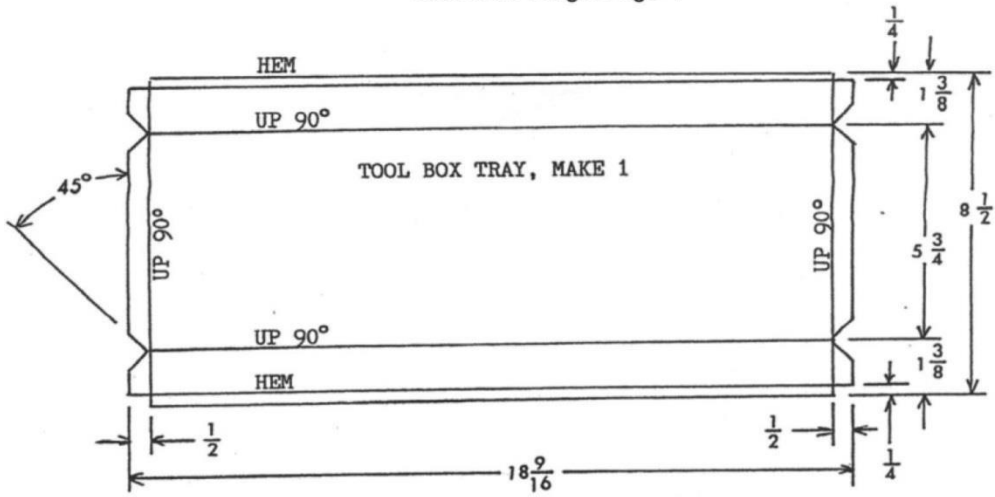 1/4
HEM
1 3/8
UP 90°
TOOL BOX TRAY, MAKE 1
45°
8 1/2
UP 90°
UP 90°
5 3/4
UP 90°
1 3/8
HEM
1/2
1/2
1/4
18 9/16